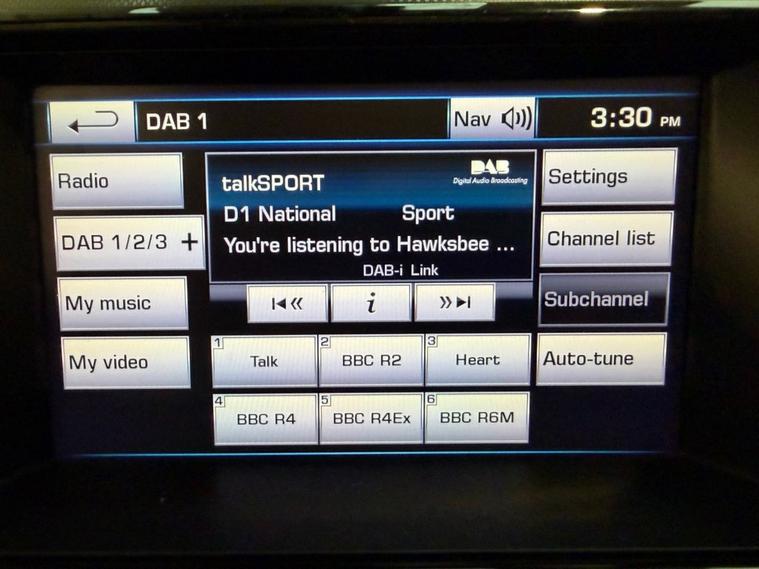 DAB 1
Nav
3:30 PM
Radio
DAB 1/2/3 +
My music
My video
talkSPORT
DAB
Digital Audio Broadcasting
D1 National Sport
You're listening to Hawksbee ...
DAB-i Link
i
1 Talk
2 BBC R2
3 Heart
4 BBC R4
5 BBC R4Ex
6 BBC R6M
Settings
Channel list
Subchannel
Auto-tune